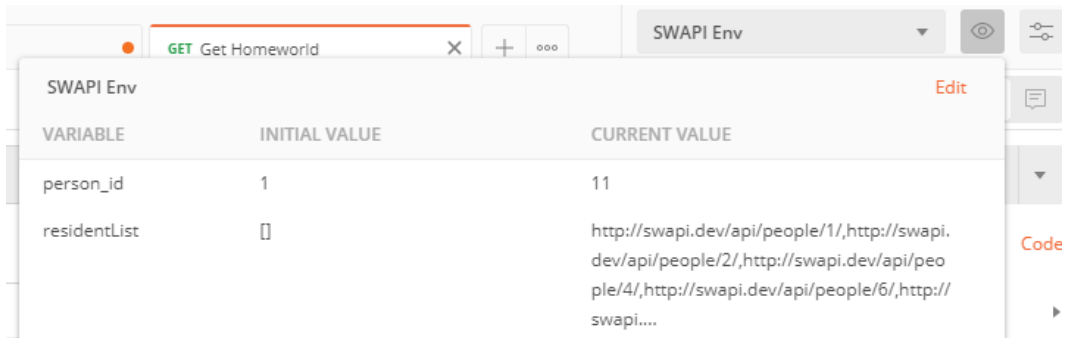 GET Get Homeworld
SWAPI Env
SWAPI Env Edit
VARIABLE INITIAL VALUE CURRENT VALUE
person_id 1 11
residentList [] http://swapi.dev/api/people/1/,http://swapi.
dev/api/people/2/,http://swapi.dev/api/peo
ple/4/,http://swapi.dev/api/people/6/,http://
swapi....
Code